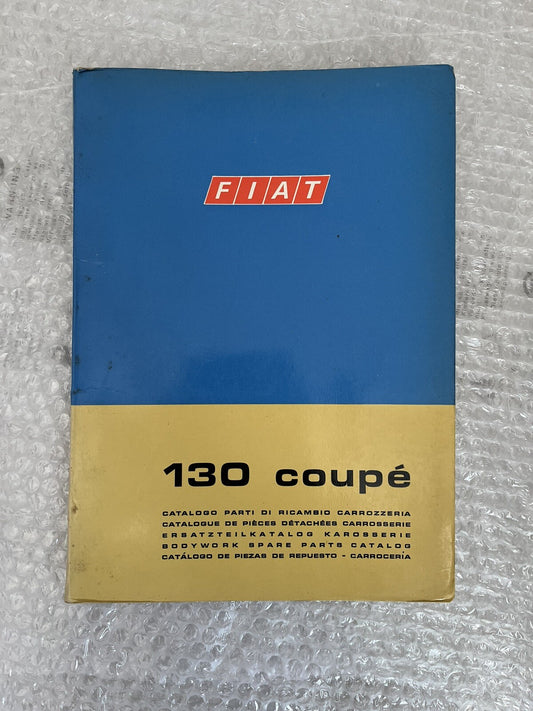 FIAT
130 coupé
CATALOGO PARTI DI RICAMBIO CARROZZERIA
CATALOGUE DE PIÈCES DÉTACHÉES CARROSSERIE
ERSATZTEILKATALOG KAROSSERIE
BODYWORK SPARE PARTS CATALOG
CATÁLOGO DE PIEZAS DE REPUESTO - CARROCERÍA